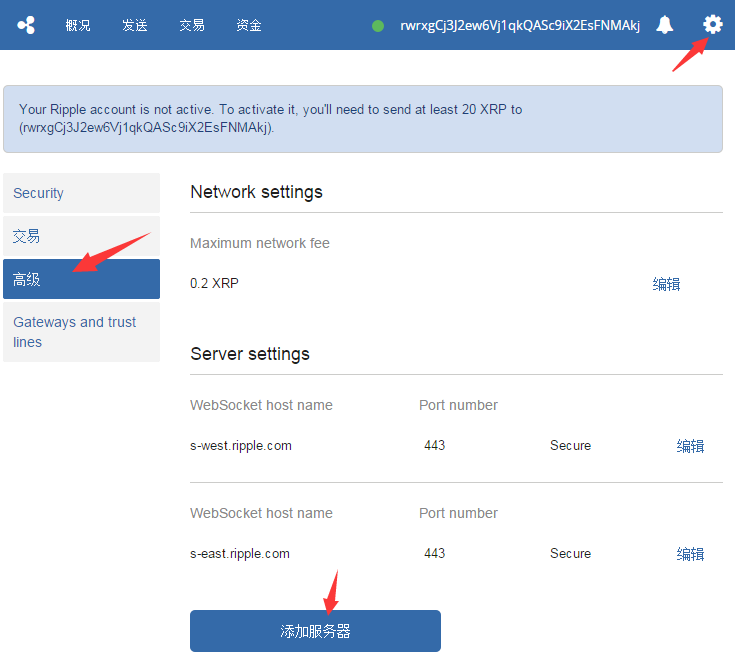 概况 发送 交易 资金 rwrxgCj3J2ew6Vj1qkQASc9iX2EsFNMAkj
Your Ripple account is not active. To activate it, you'll need to send at least 20 XRP to
(rwrxgCj3J2ew6Vj1qkQASc9iX2EsFNMAkj).
Security
交易
高级
Gateways and trust
lines
Network settings
Maximum network fee
0.2 XRP 编辑
Server settings
WebSocket host name Port number
s-west.ripple.com 443 Secure 编辑
WebSocket host name Port number
s-east.ripple.com 443 Secure 编辑
添加服务器